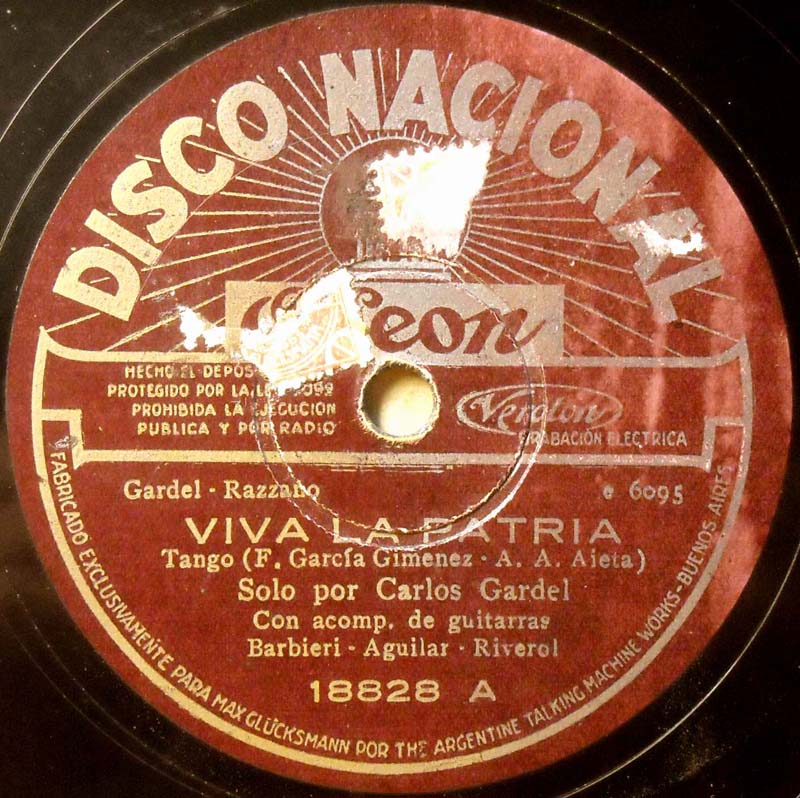 DISCO NACIONAL
Odeon
HECHO EL DEPOS
PROTEGIDO POR LA
PROHIBIDA LA EJECUCION
PUBLICA Y POR RADIO
Veroton
GRABACIÓN ELECTRICA
Gardel - Razzano
e 6095
VIVA LA PATRIA
Tango (F. García Gimenez - A. A. Aieta)
Solo por Carlos Gardel
Con acomp. de guitarras
Barbieri - Aguilar - Riverol
18828 A
FABRICADO EXCLUSIVAMENTE PARA MAX GLÜCKSMANN POR THE ARGENTINE TALKING MACHINE WORKS - BUENOS AIRES